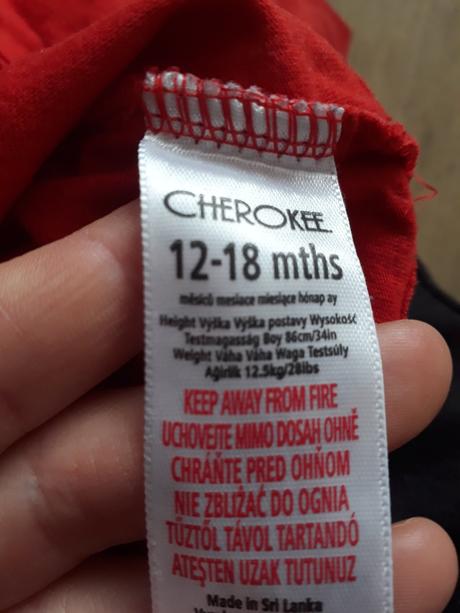 CHEROKEE
12-18 mths
měsíců mesiace miesiące hónap ay
Height Výška Výška postavy Wysokość
Testmagasság Boy 86cm/34in
Weight Váha Váha Waga Testsúly
Ağirlik 12.5kg/28lbs
KEEP AWAY FROM FIRE
UCHOVEJTE MIMO DOSAH OHNĚ
CHRÁŇTE PRED OHŇOM
NIE ZBLIŻAĆ DO OGNIA
TŰZTŐL TÁVOL TARTANDÓ
ATEŞTEN UZAK TUTUNUZ
Made in Sri Lanka